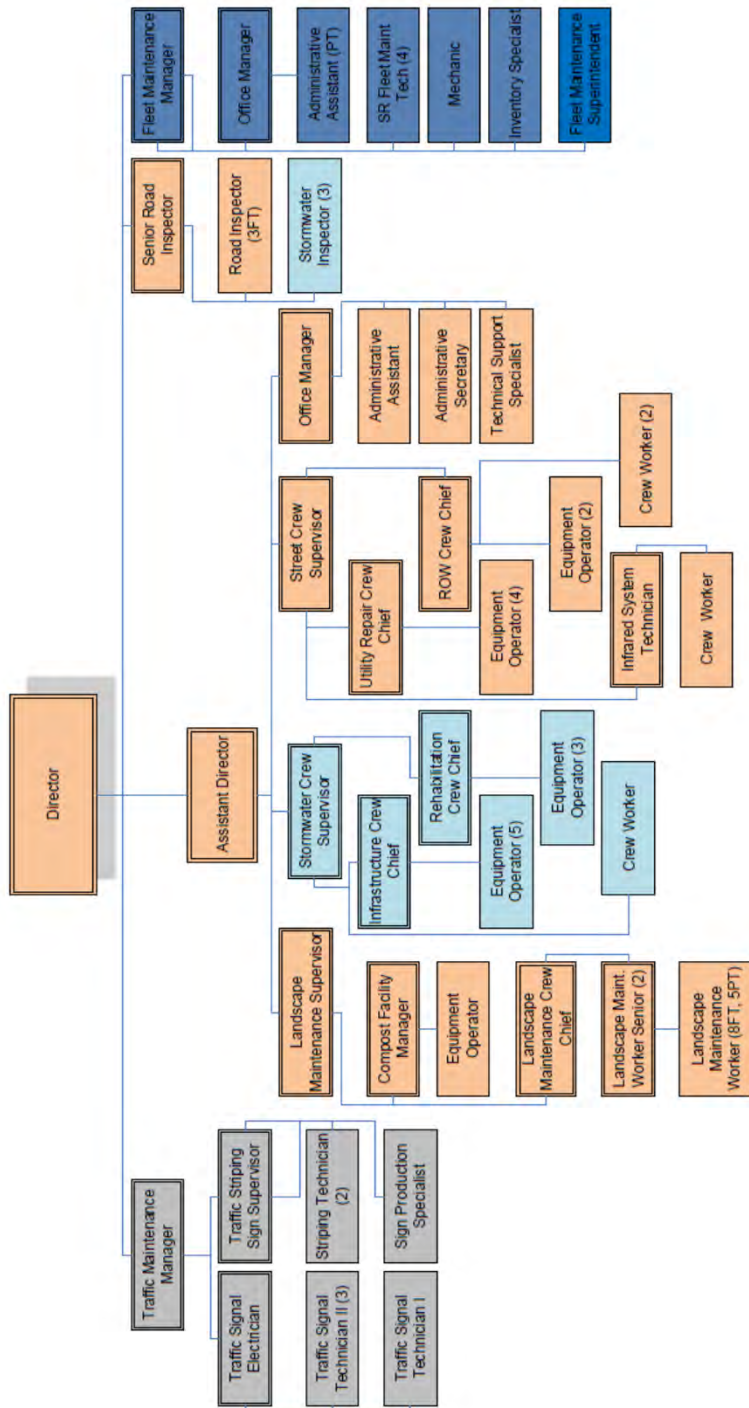 Director
Traffic Maintenance
Manager
Assistant Director
Senior Road
Inspector
Fleet Maintenance
Manager
Traffic Signal
Electrician
Traffic Signal
Technician II (3)
Traffic Signal
Technician I
Traffic Striping
Sign Supervisor
Striping Technician
(2)
Sign Production
Specialist
Landscape
Maintenance Supervisor
Compost Facility
Manager
Equipment
Operator
Landscape
Maintenance Crew
Chief
Landscape Maint.
Worker Senior (2)
Landscape
Maintenance
Worker (8FT, 5PT)
Stormwater Crew
Supervisor
Infrastructure Crew
Chief
Equipment
Operator (5)
Rehabilitation
Crew Chief
Equipment
Operator (3)
Crew Worker
Street Crew
Supervisor
Utility Repair Crew
Chief
Equipment
Operator (4)
ROW Crew Chief
Equipment
Operator (2)
Crew Worker (2)
Infrared System
Technician
Crew Worker
Office Manager
Administrative
Assistant
Administrative
Secretary
Technical Support
Specialist
Road Inspector
(3FT)
Stormwater
Inspector (3)
Office Manager
Administrative
Assistant (PT)
SR Fleet Maint
Tech (4)
Mechanic
Inventory Specialist
Fleet Maintenance
Superintendent